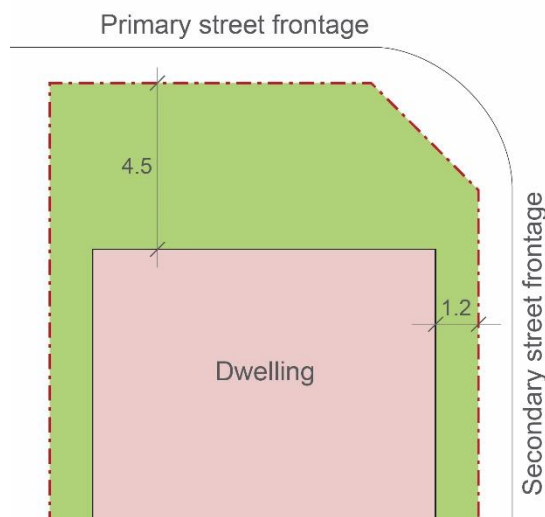 Primary street frontage
4.5
1.2
Dwelling
Secondary street frontage